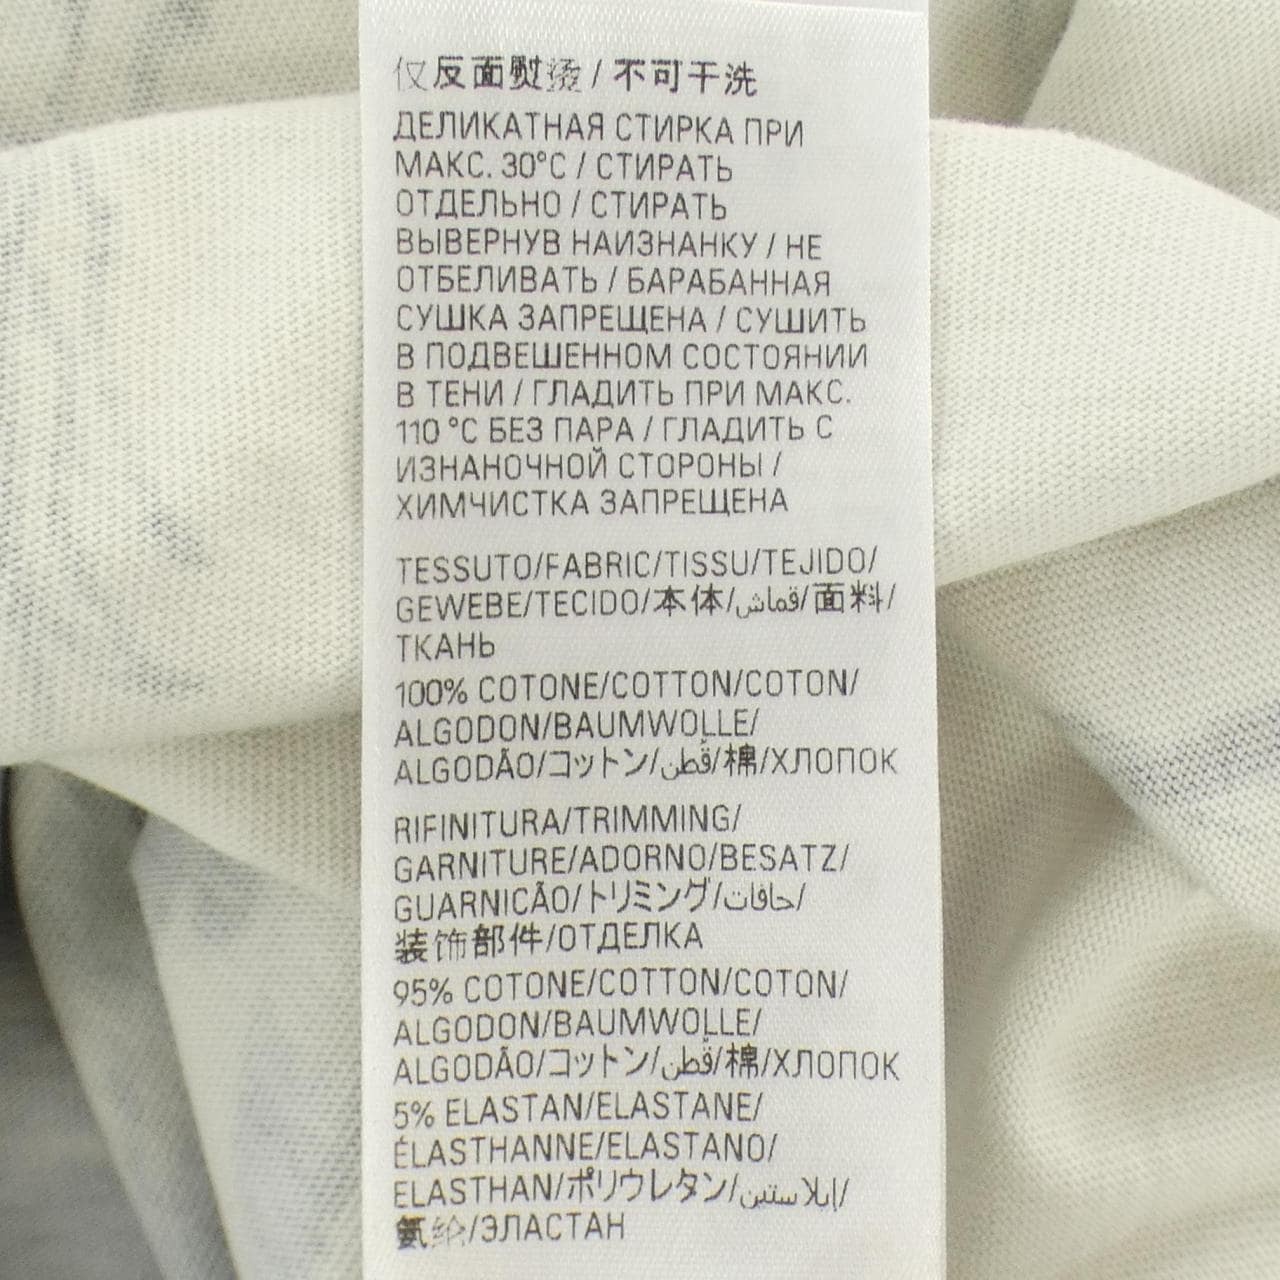 仅反面熨烫/不可干洗
ДЕЛИКАТНАЯ СТИРКА ПРИ
МАКС. 30°C / СТИРАТЬ
ОТДЕЛЬНО / СТИРАТЬ
ВЫВЕРНУВ НАИЗНАНКУ / НЕ
ОТБЕЛИВАТЬ / БАРАБАННАЯ
СУШКА ЗАПРЕЩЕНА / СУШИТЬ
В ПОДВЕШЕННОМ СОСТОЯНИИ
В ТЕНИ / ГЛАДИТЬ ПРИ МАКС.
110 °C БЕЗ ПАРА / ГЛАДИТЬ С
ИЗНАНОЧНОЙ СТОРОНЫ /
ХИМЧИСТКА ЗАПРЕЩЕНА
TESSUTO/FABRIC/TISSU/TEJIDO/
GEWEBE/TECIDO/本体/قماش/面料/
ТКАНЬ
100% COTONE/COTTON/COTON/
ALGODON/BAUMWOLLE/
ALGODÃO/コットン/قُطن/棉/ХЛОПОК
RIFINITURA/TRIMMING/
GARNITURE/ADORNO/BESATZ/
GUARNICÃO/トリミング/حافات/
装饰部件/ОТДЕЛКА
95% COTONE/COTTON/COTON/
ALGODON/BAUMWOLLE/
ALGODÃO/コットン/قُطن/棉/ХЛОПОК
5% ELASTAN/ELASTANE/
ÉLASTHANNE/ELASTANO/
ELASTHAN/ポリウレタン/إيلاستين/
氨纶/ЭЛАСТАН